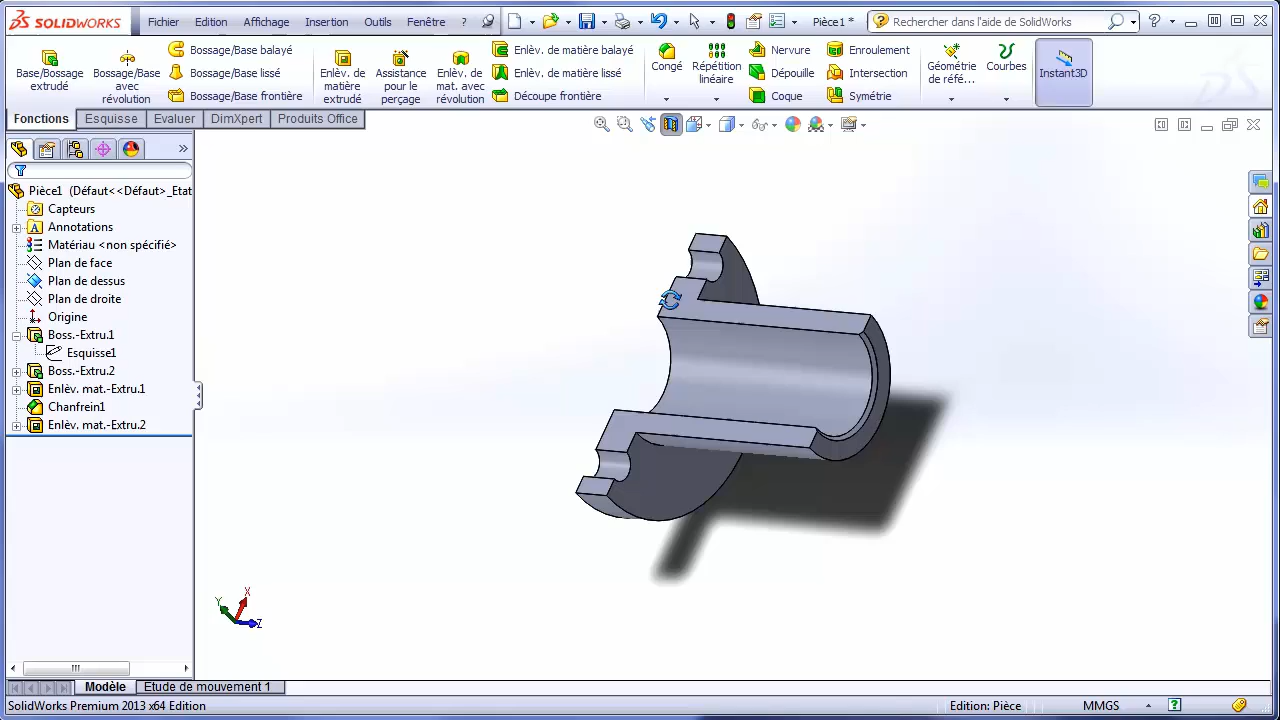 SOLIDWORKS Fichier Edition Affichage Insertion Outils Fenêtre ? Pièce1 * Rechercher dans l'aide de SolidWorks ?
Base/Bossage extrudé
Bossage/Base avec révolution
Bossage/Base balayé
Bossage/Base lissé
Bossage/Base frontière
Enlèv. de matière extrudé
Assistance pour le perçage
Enlèv. de mat. avec révolution
Enlèv. de matière balayé
Enlèv. de matière lissé
Découpe frontière
Congé
Répétition linéaire
Nervure
Dépouille
Coque
Enroulement
Intersection
Symétrie
Géométrie de réfé...
Courbes
Instant3D
Fonctions Esquisse Evaluer DimXpert Produits Office
Pièce1 (Défaut<<Défaut>_Etat
Capteurs
Annotations
Matériau <non spécifié>
Plan de face
Plan de dessus
Plan de droite
Origine
Boss.-Extru.1
Esquisse1
Boss.-Extru.2
Enlèv. mat.-Extru.1
Chanfrein1
Enlèv. mat.-Extru.2
X
Y
Z
Modèle Etude de mouvement 1
SolidWorks Premium 2013 x64 Edition Edition: Pièce MMGS ?